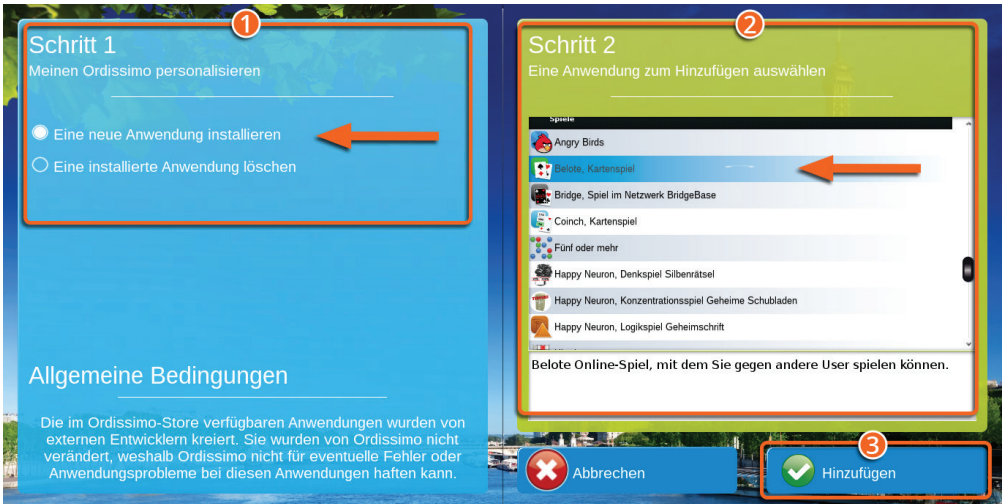 1
Schritt 1
Meinen Ordissimo personalisieren
Eine neue Anwendung installieren
Eine installierte Anwendung löschen
Allgemeine Bedingungen
Die im Ordissimo-Store verfügbaren Anwendungen wurden von
externen Entwicklern kreiert. Sie wurden von Ordissimo nicht
verändert, weshalb Ordissimo nicht für eventuelle Fehler oder
Anwendungsprobleme bei diesen Anwendungen haften kann.
2
Schritt 2
Eine Anwendung zum Hinzufügen auswählen
Spiele
Angry Birds
Belote, Kartenspiel
Bridge, Spiel im Netzwerk BridgeBase
Coinch, Kartenspiel
Fünf oder mehr
Happy Neuron, Denkspiel Silbenrätsel
Happy Neuron, Konzentrationsspiel Geheime Schubladen
Happy Neuron, Logikspiel Geheimschrift
Belote Online-Spiel, mit dem Sie gegen andere User spielen können.
Abbrechen
3
Hinzufügen